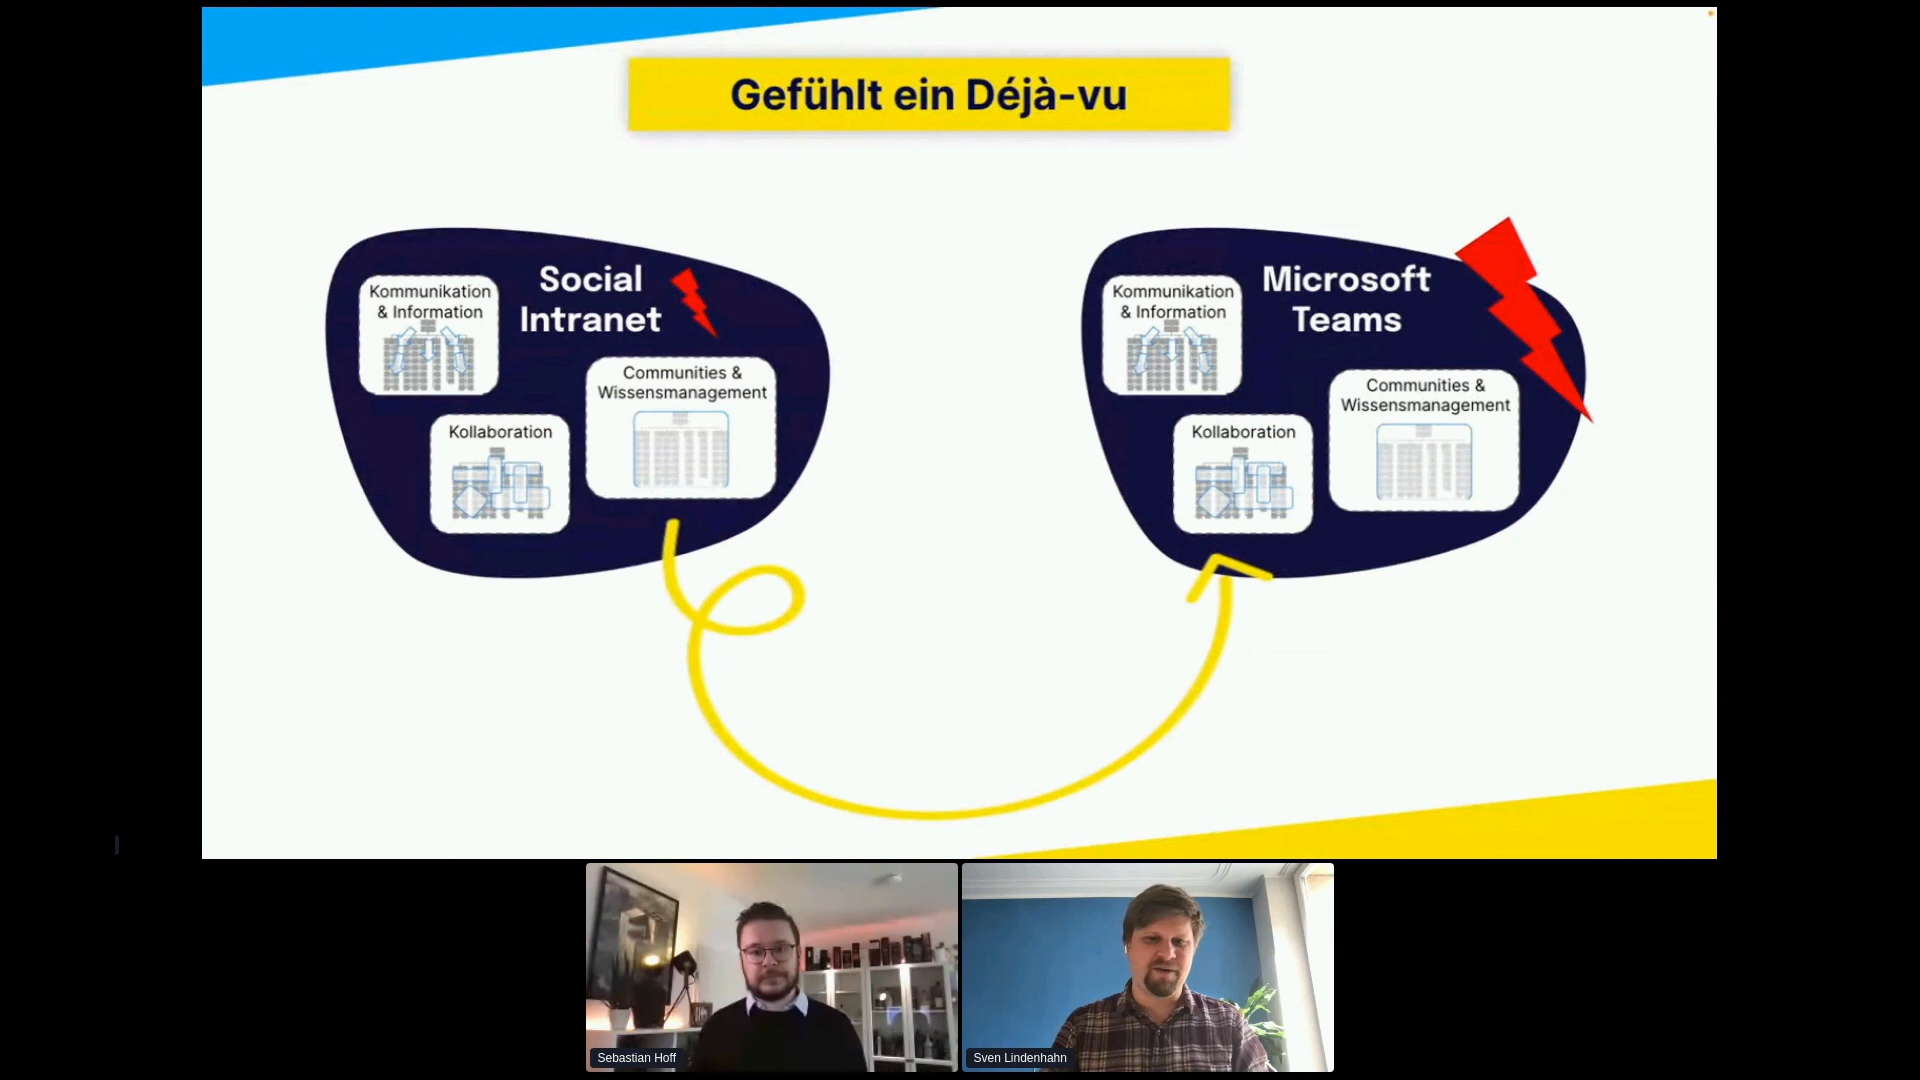 Gefühlt ein Déjà-vu
Social
Intranet
Kommunikation
& Information
Kollaboration
Communities &
Wissensmanagement
Microsoft
Teams
Kommunikation
& Information
Kollaboration
Communities &
Wissensmanagement
Sebastian Hoff
Sven Lindenhahn